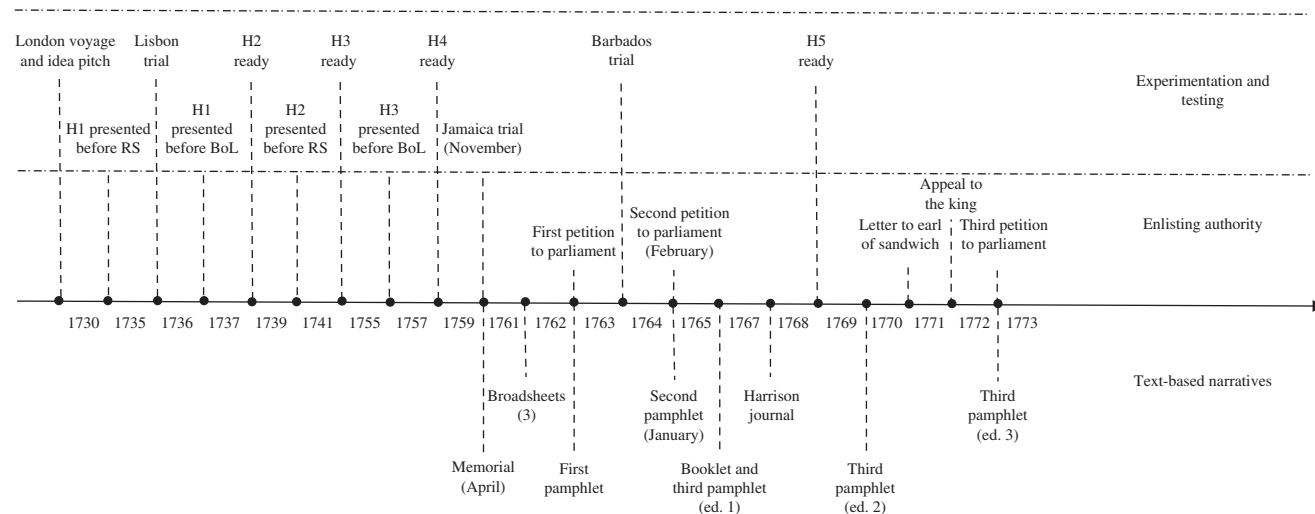 London voyage
and idea pitch
Lisbon
trial
H2
ready
H3
ready
H4
ready
Barbados
trial
H5
ready
Experimentation and
testing
H1 presented
before RS
H1
presented
before BoL
H2
presented
before RS
H3
presented
before BoL
Jamaica trial
(November)
Appeal to
the king
First petition
to parliament
Second petition
to parliament
(February)
Letter to earl
of sandwich
Third petition
to parliament
Enlisting authority
1730 1735 1736 1737 1739 1741 1755 1757 1759 1761 1762 1763 1764 1765 1767 1768 1769 1770 1771 1772 1773
Text-based narratives
Broadsheets
(3)
Second
pamphlet
(January)
Harrison
journal
Third
pamphlet
(ed. 3)
Memorial
(April)
First
pamphlet
Booklet and
third pamphlet
(ed. 1)
Third
pamphlet
(ed. 2)